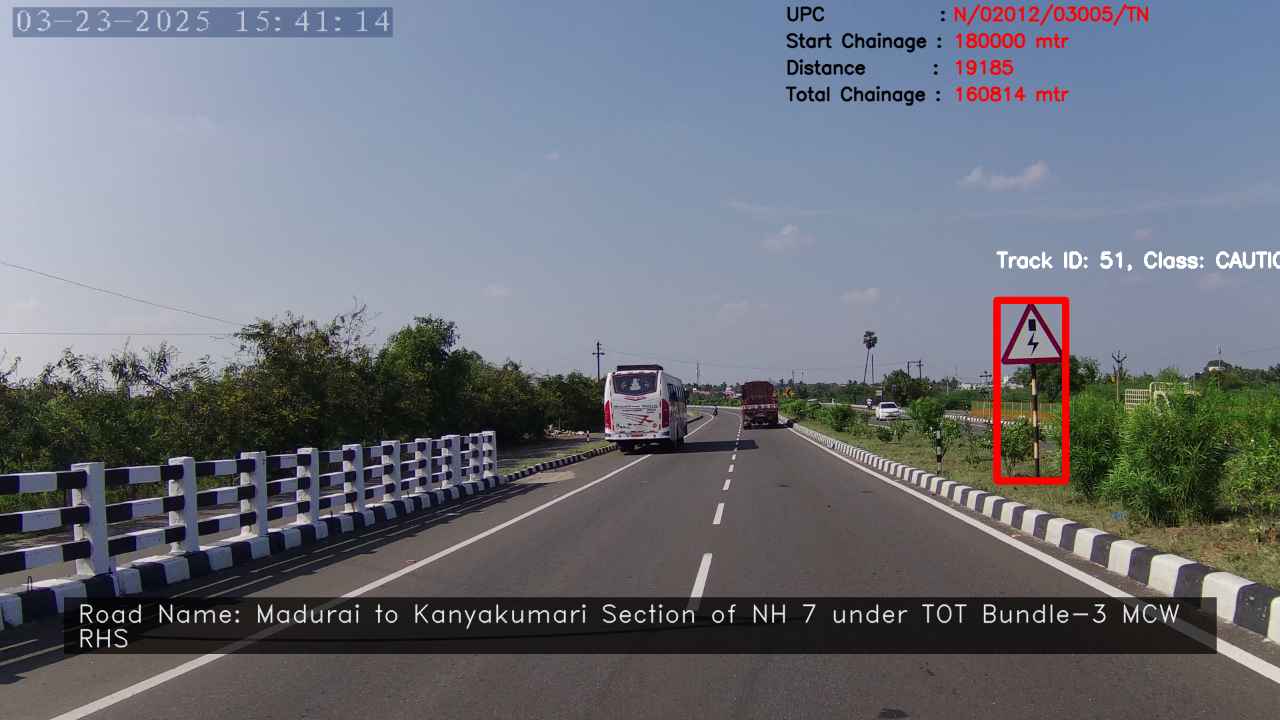 03-23-2025 15:41:14
UPC : N/02012/03005/TN
Start Chainage : 180000 mtr
Distance : 19185
Total Chainage : 160814 mtr
Track ID: 51, Class: CAUTIO
Road Name: Madurai to Kanyakumari Section of NH 7 under TOT Bundle-3 MCW
RHS